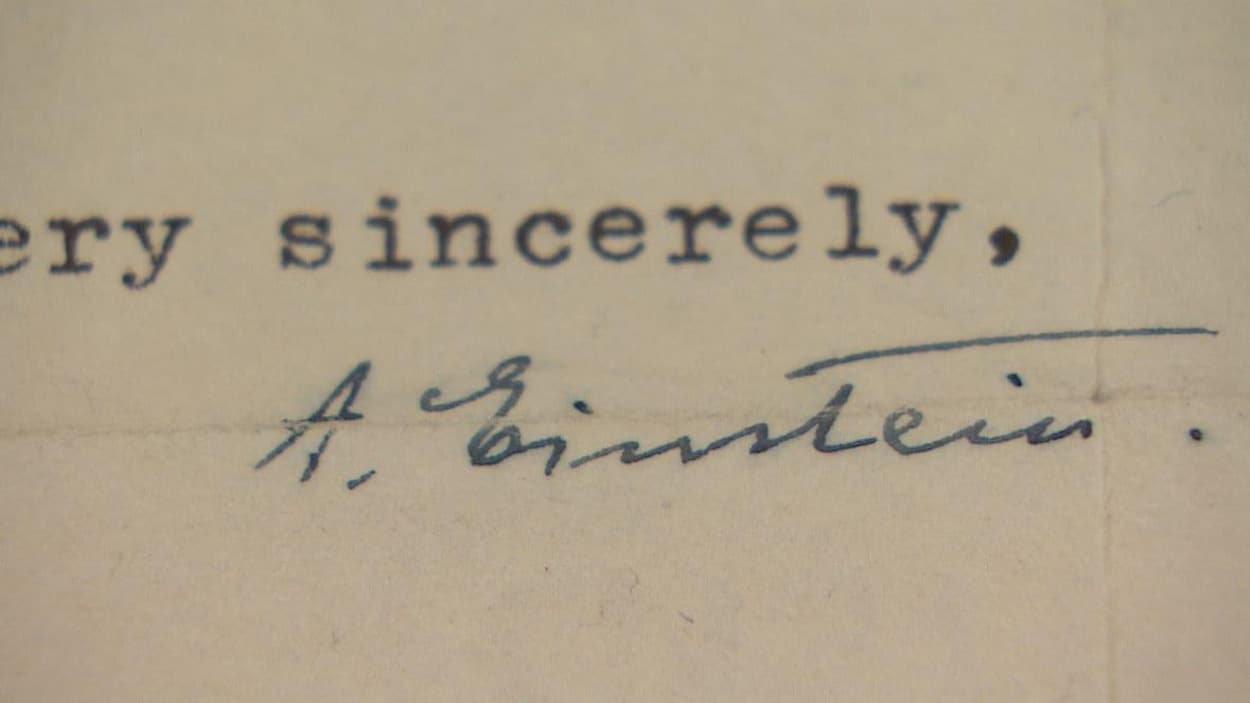 ery sincerely,
A. Einstein.